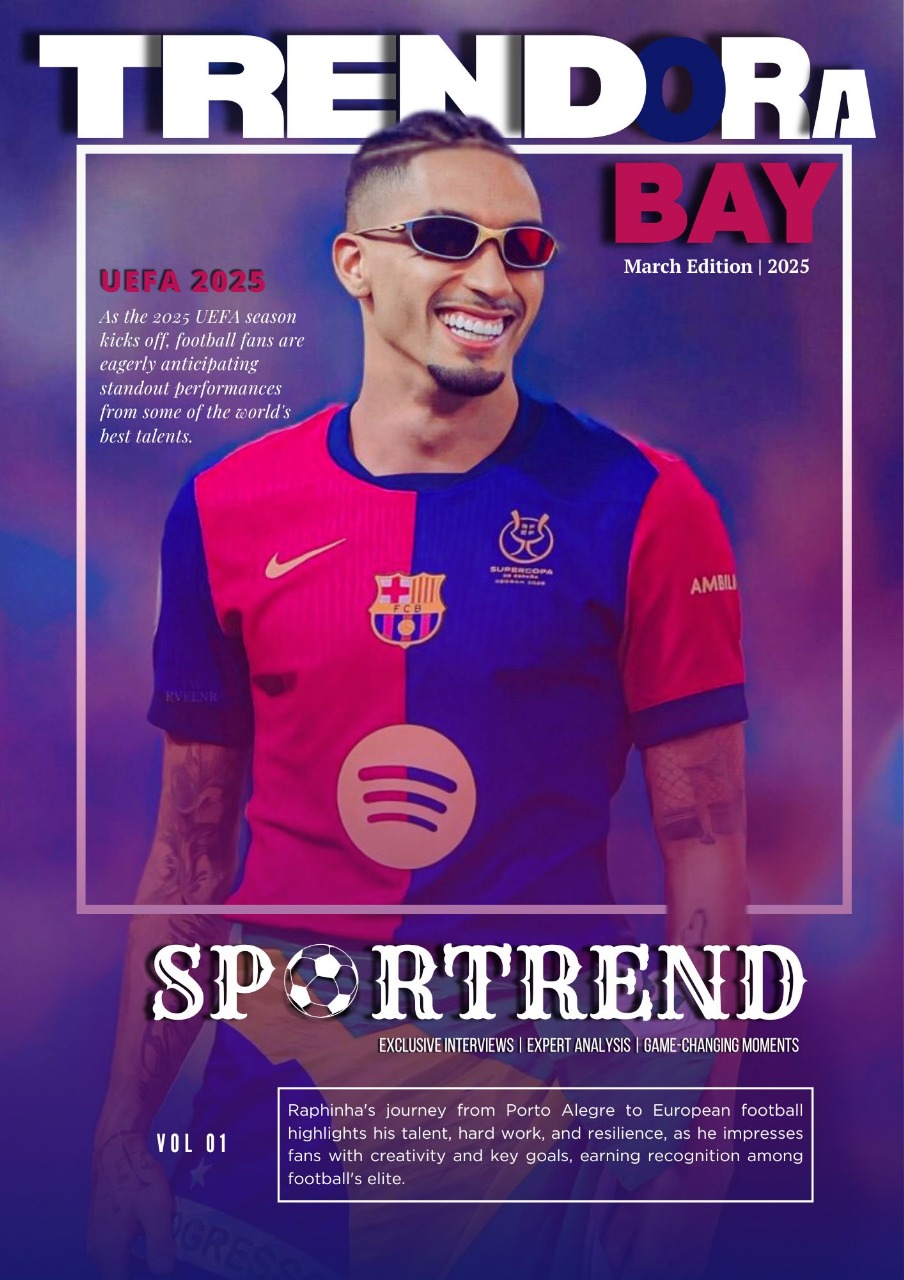 TRENDORA
BAY
March Edition | 2025
UEFA 2025
As the 2025 UEFA season
kicks off, football fans are
eagerly anticipating
standout performances
from some of the world's
best talents.
SUPERCOPA
DE ESPAÑA
FCB
AMBILI
SPORTREND
EXCLUSIVE INTERVIEWS | EXPERT ANALYSIS | GAME-CHANGING MOMENTS
VOL 01
Raphinha's journey from Porto Alegre to European football
highlights his talent, hard work, and resilience, as he impresses
fans with creativity and key goals, earning recognition among
football's elite.
OGRESS